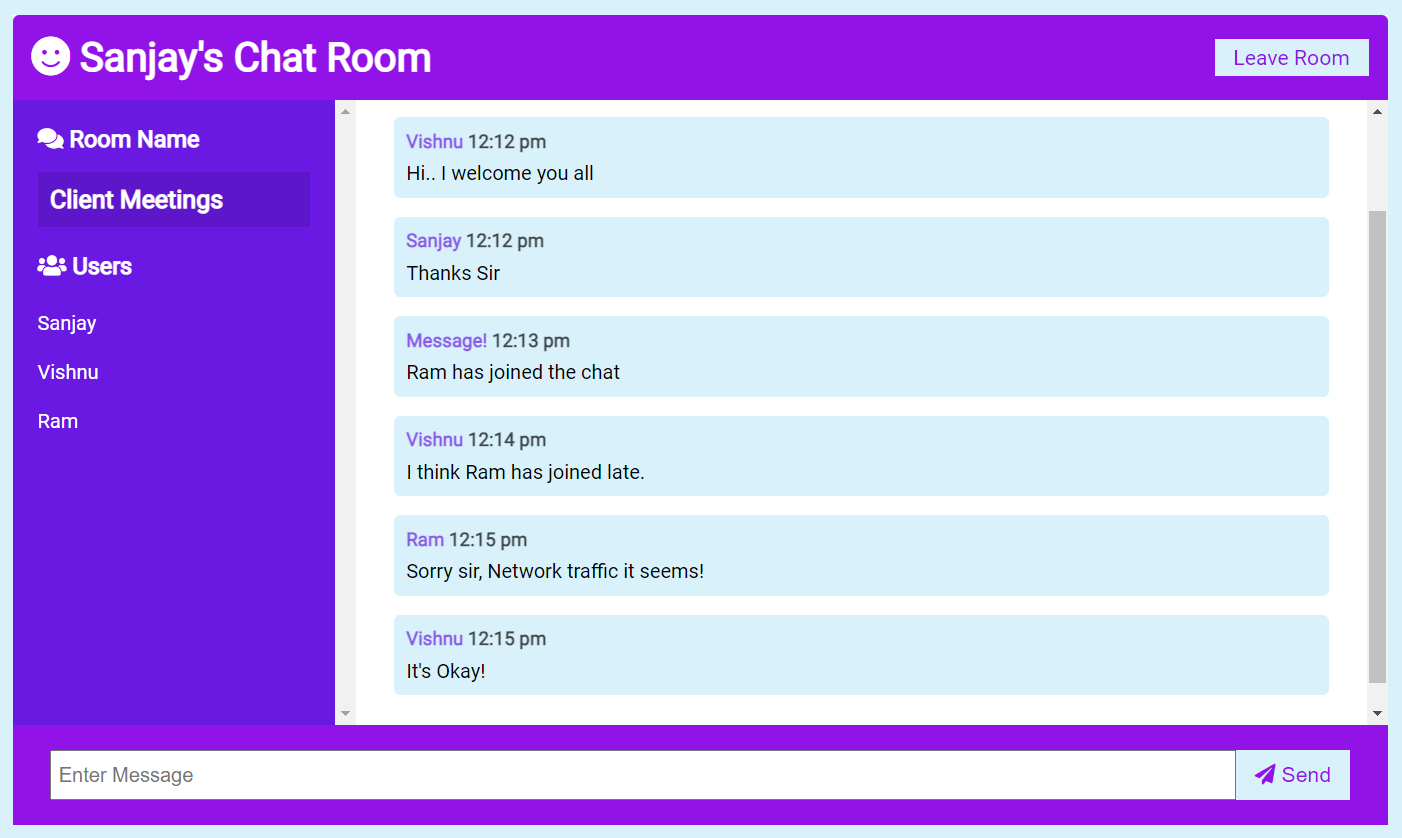 Sanjay's Chat Room
Leave Room
Room Name
Client Meetings
Users
Sanjay
Vishnu
Ram
Vishnu 12:12 pm
Hi.. I welcome you all
Sanjay 12:12 pm
Thanks Sir
Message! 12:13 pm
Ram has joined the chat
Vishnu 12:14 pm
I think Ram has joined late.
Ram 12:15 pm
Sorry sir, Network traffic it seems!
Vishnu 12:15 pm
It's Okay!
Enter Message
Send